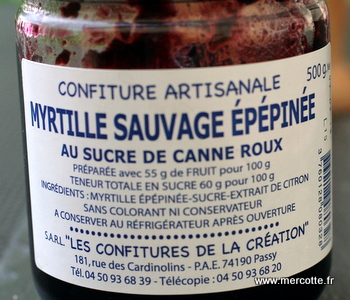 CONFITURE ARTISANALE
500 g
MYRTILLE SAUVAGE ÉPÉPINÉE
AU SUCRE DE CANNE ROUX
PRÉPARÉE avec 55 g de FRUIT pour 100 g
TENEUR TOTALE EN SUCRE 60 g pour 100 g
INGRÉDIENTS : MYRTILLE ÉPÉPINÉE-SUCRE-EXTRAIT DE CITRON
SANS COLORANT NI CONSERVATEUR
A CONSERVER AU RÉFRIGÉRATEUR APRÈS OUVERTURE
S.A.R.L. "LES CONFITURES DE LA CRÉATION"
181, rue des Cardinolins - P.A.E. 74190 Passy
Tél. 04 50 93 68 39 - Télécopie : 04 50 93 68 20
www.mercotte.fr